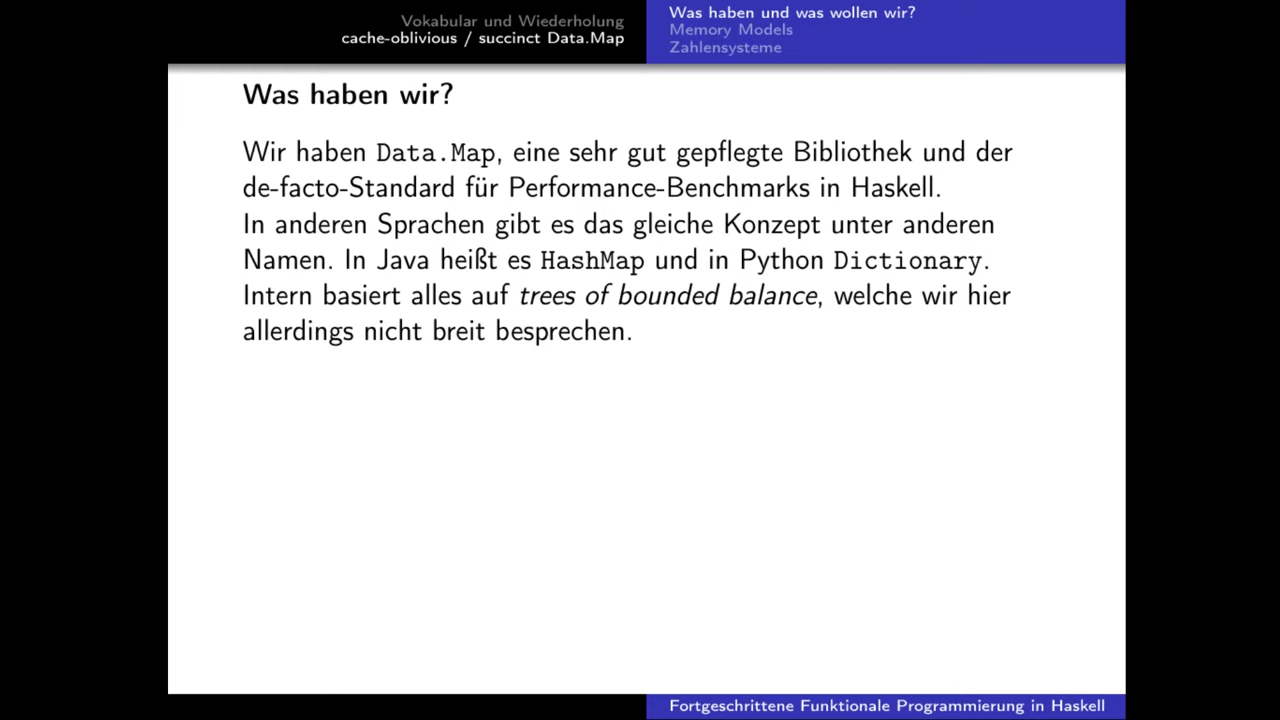 Vokabular und Wiederholung
cache-oblivious / succinct Data.Map
Was haben und was wollen wir?
Memory Models
Zahlensysteme
Was haben wir?
Wir haben Data.Map, eine sehr gut gepflegte Bibliothek und der
de-facto-Standard für Performance-Benchmarks in Haskell.
In anderen Sprachen gibt es das gleiche Konzept unter anderen
Namen. In Java heißt es HashMap und in Python Dictionary.
Intern basiert alles auf trees of bounded balance, welche wir hier
allerdings nicht breit besprechen.
Fortgeschrittene Funktionale Programmierung in Haskell